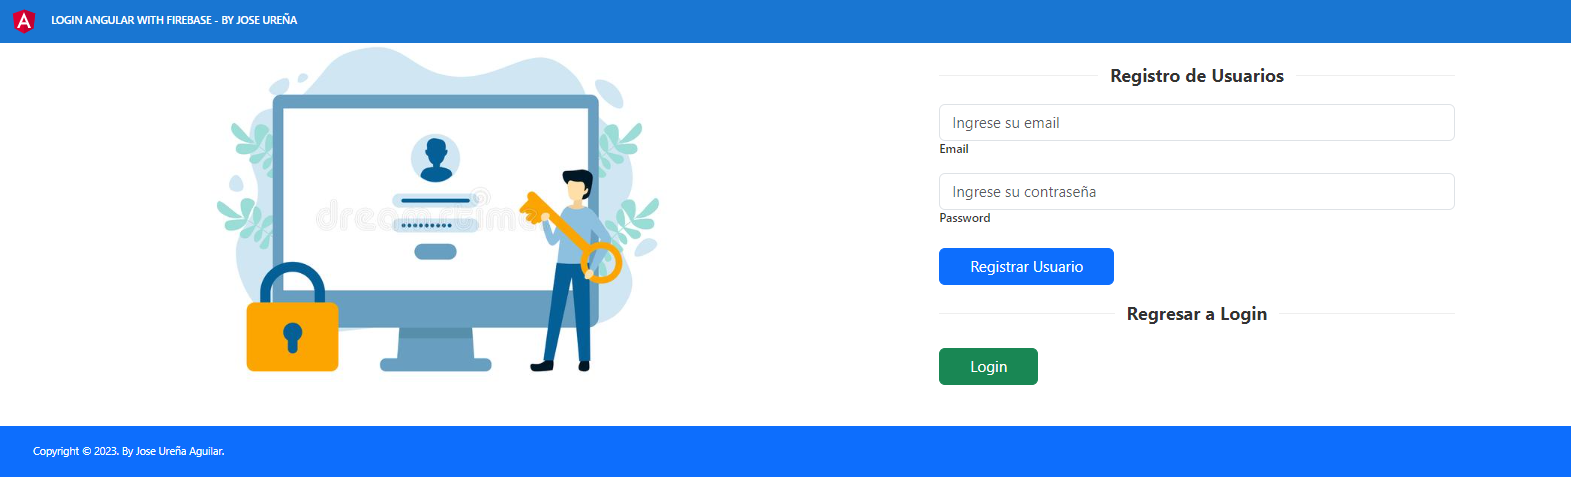 LOGIN ANGULAR WITH FIREBASE - BY JOSE UREÑA
Registro de Usuarios
Ingrese su email
Email
Ingrese su contraseña
Password
Registrar Usuario
Regresar a Login
Login
Copyright © 2023. By Jose Ureña Aguilar.